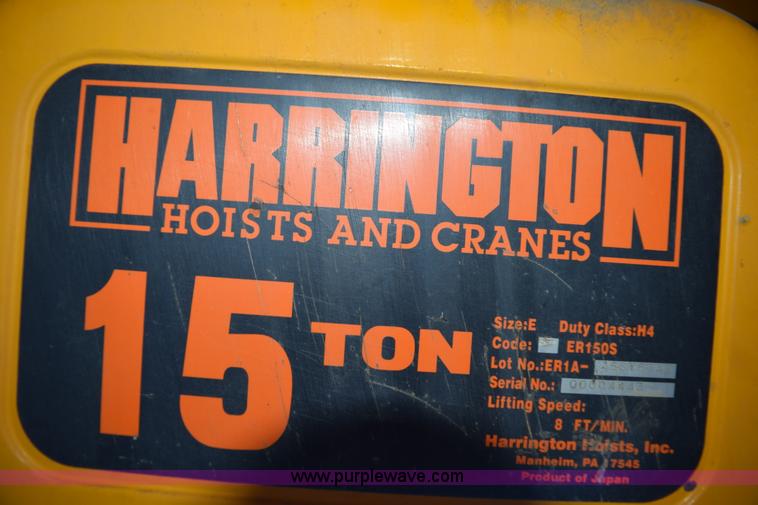 HARRINGTON
HOISTS AND CRANES
15 TON
Size:E Duty Class:H4
Code: ER150S
Lot No.:ER1A-
Serial No.:
Lifting Speed:
8 FT/MIN.
Harrington Hoists, Inc.
Manheim, PA 17545
Product of Japan
www.purplewave.com